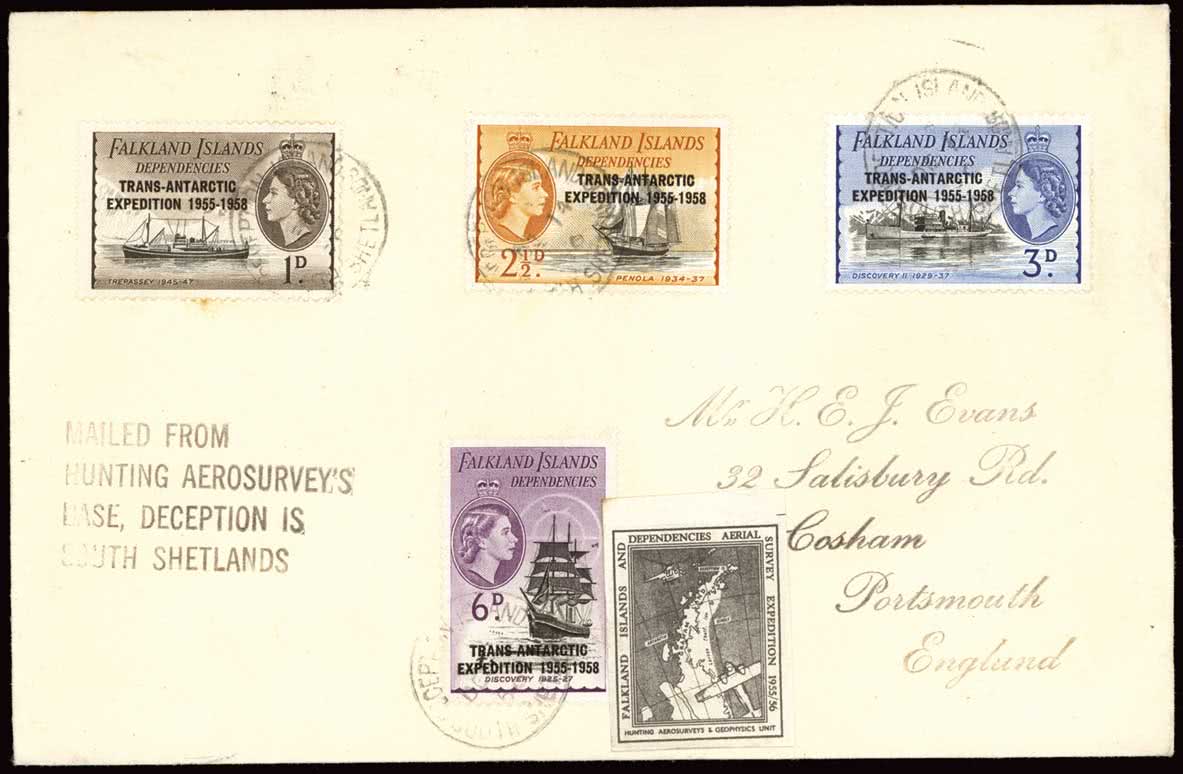 FALKLAND ISLANDS
DEPENDENCIES
TRANS-ANTARCTIC
EXPEDITION 1955-1958
1D.
TREPASSEY 1945-47
FALKLAND ISLANDS
DEPENDENCIES
TRANS-ANTARCTIC
EXPEDITION 1955-1958
2½D.
PENOLA 1934-37
FALKLAND ISLANDS
DEPENDENCIES
TRANS-ANTARCTIC
EXPEDITION 1955-1958
3D.
DISCOVERY II 1929-37
MAILED FROM
HUNTING AEROSURVEY'S
BASE, DECEPTION IS
SOUTH SHETLANDS
Mr H. E. J. Evans
32 Salisbury Rd.
Cosham
Portsmouth
England
FALKLAND ISLANDS
DEPENDENCIES
6D.
TRANS-ANTARCTIC
EXPEDITION 1955-1958
DISCOVERY 1925-27
FALKLAND ISLANDS AND DEPENDENCIES AERIAL SURVEY EXPEDITION 1955/56
HUNTING AEROSURVEYS & GEOPHYSICS UNIT